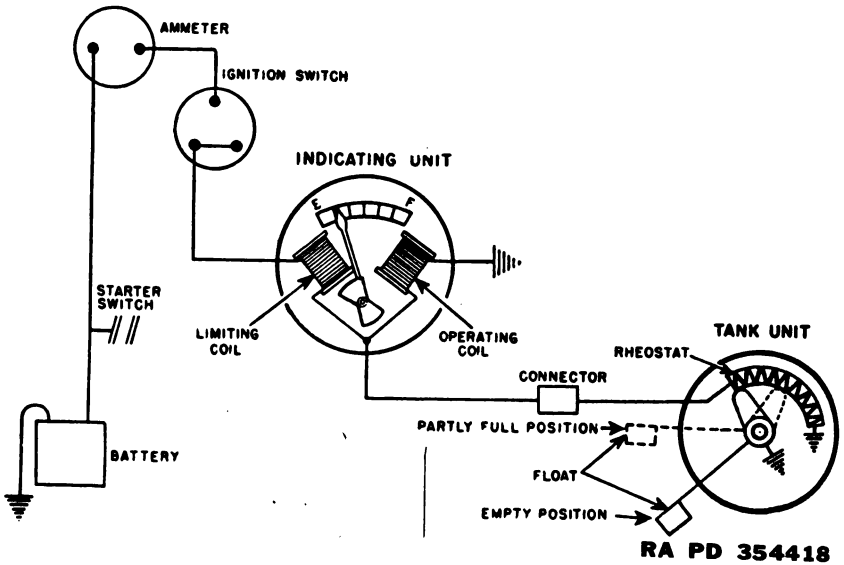 AMMETER
IGNITION SWITCH
INDICATING UNIT
E F
STARTER
SWITCH
LIMITING
COIL
OPERATING
COIL
TANK UNIT
RHEOSTAT
CONNECTOR
PARTLY FULL POSITION
BATTERY
FLOAT
EMPTY POSITION
RA PD 354418